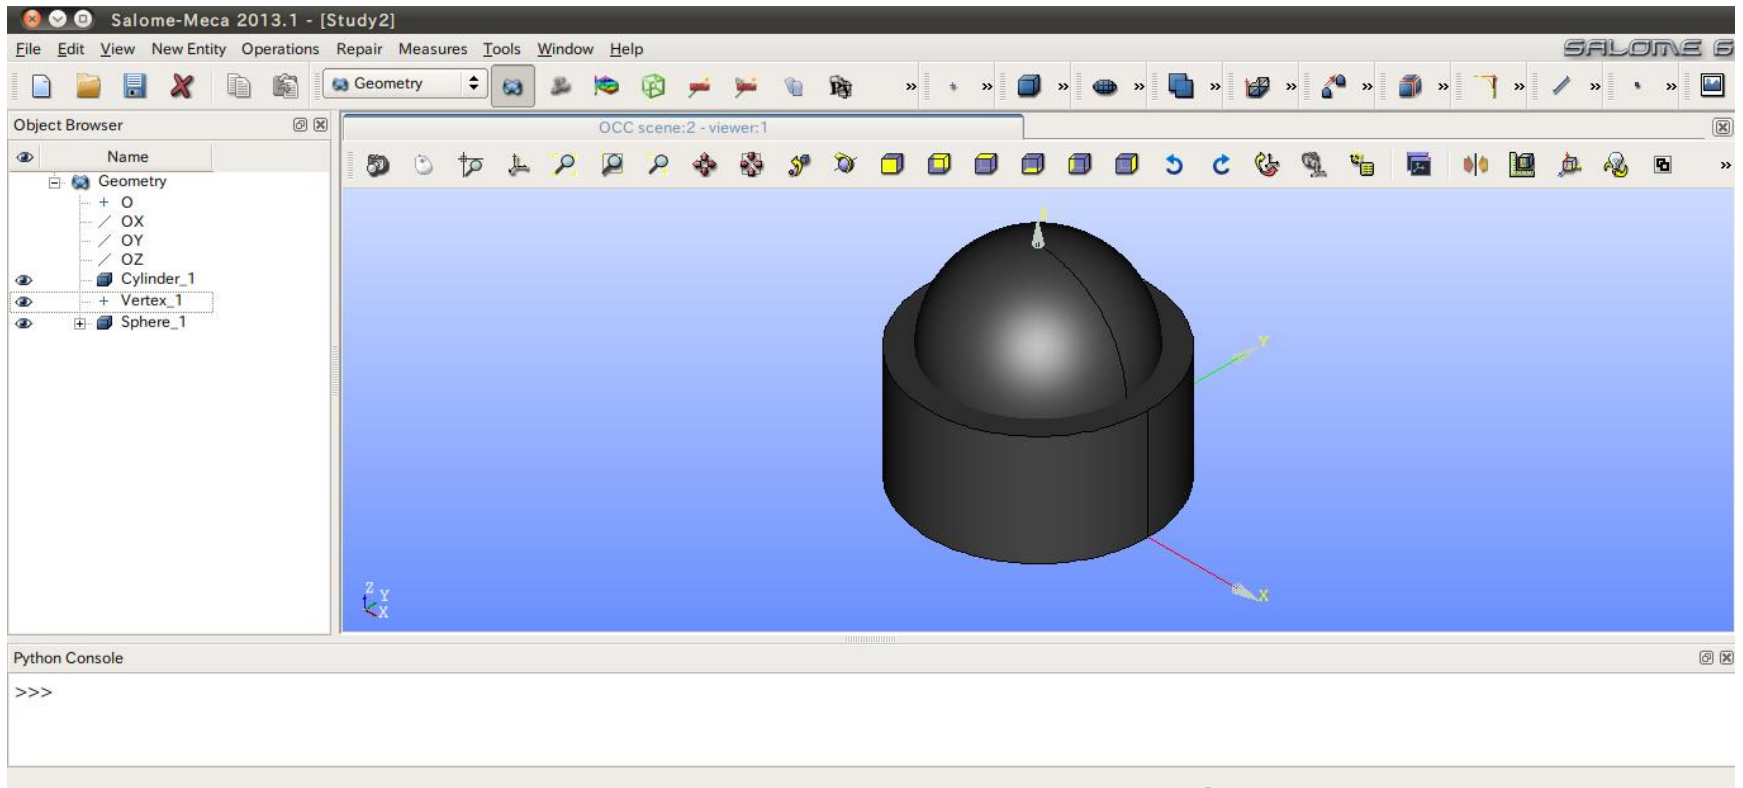 Salome-Meca 2013.1 - [Study2]
File Edit View New Entity Operations Repair Measures Tools Window Help
SALOME 6
Geometry
Object Browser
OCC scene:2 - viewer:1
Name
Geometry
O
OX
OY
OZ
Cylinder_1
Vertex_1
Sphere_1
Z
Y
X
Z
Y
X
Python Console
>>>